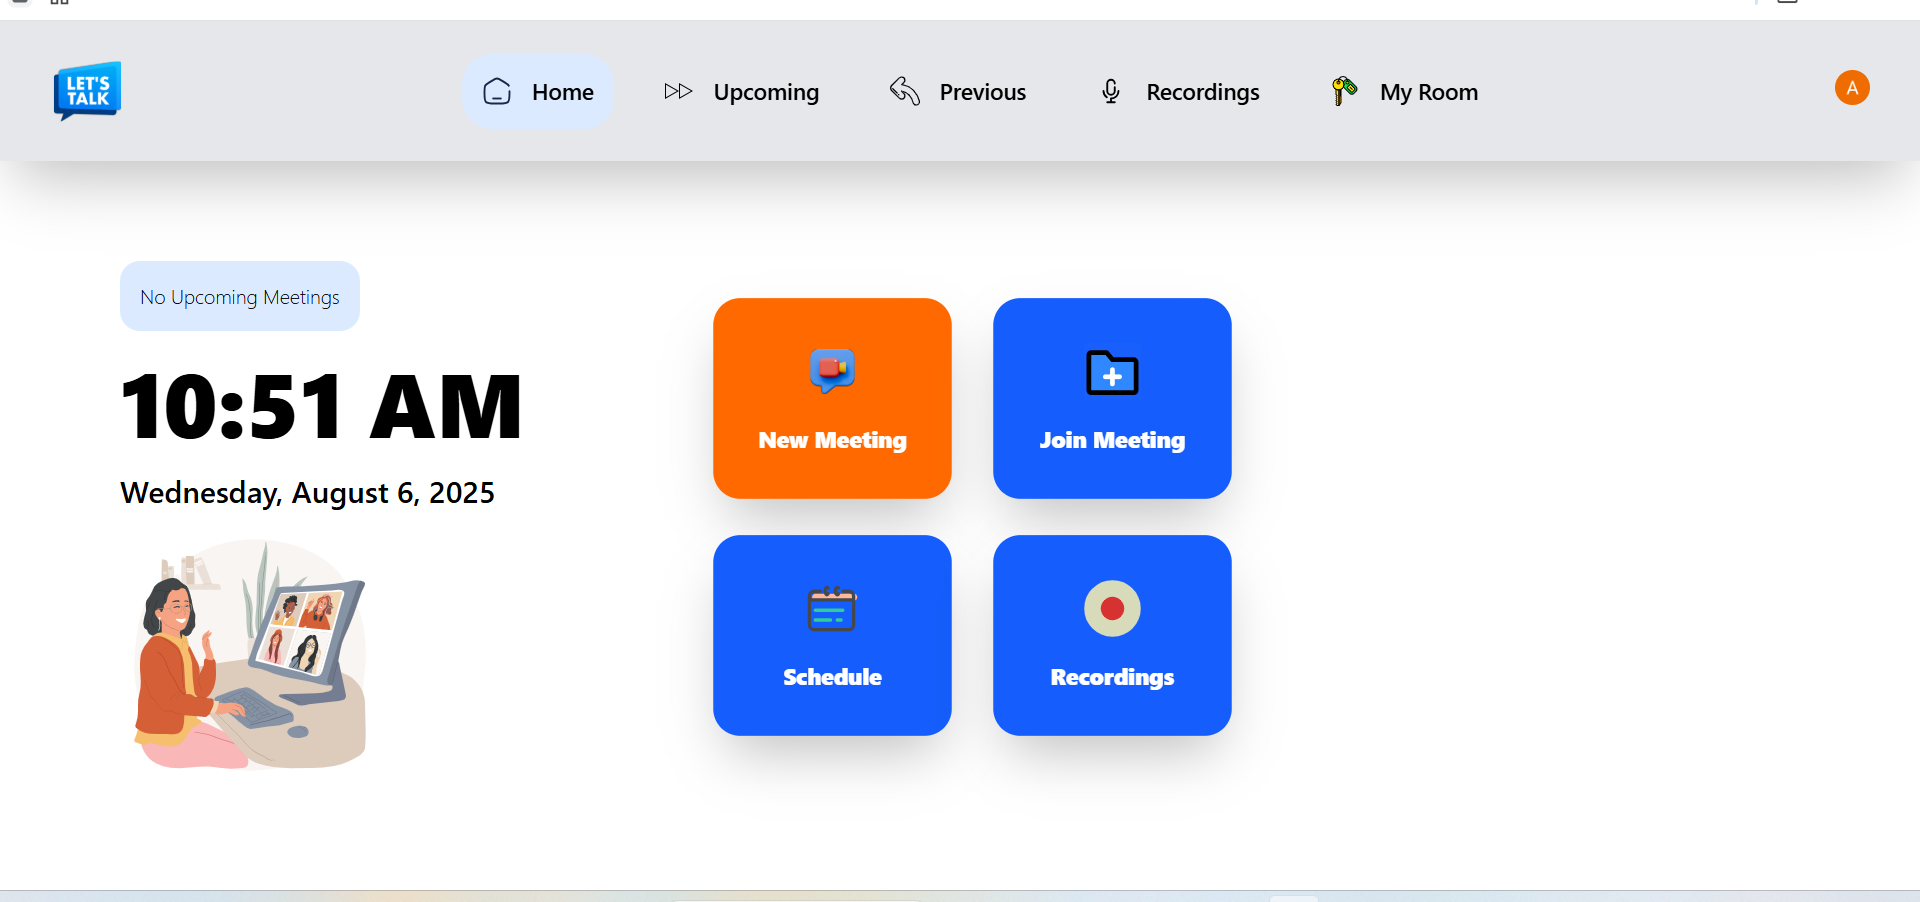 LET'S
TALK
Home
Upcoming
Previous
Recordings
My Room
A
No Upcoming Meetings
10:51 AM
Wednesday, August 6, 2025
New Meeting
Join Meeting
Schedule
Recordings